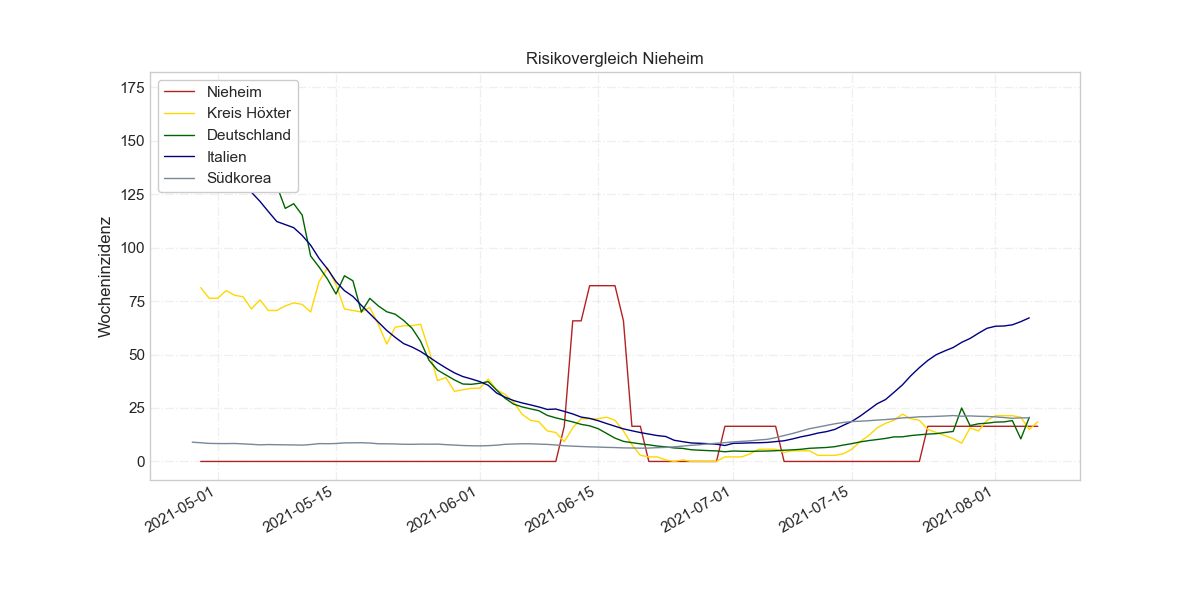 Risikovergleich Nieheim
Nieheim
Kreis Höxter
Deutschland
Italien
Südkorea
Wocheninzidenz
175
150
125
100
75
50
25
0
2021-05-01
2021-05-15
2021-06-01
2021-06-15
2021-07-01
2021-07-15
2021-08-01